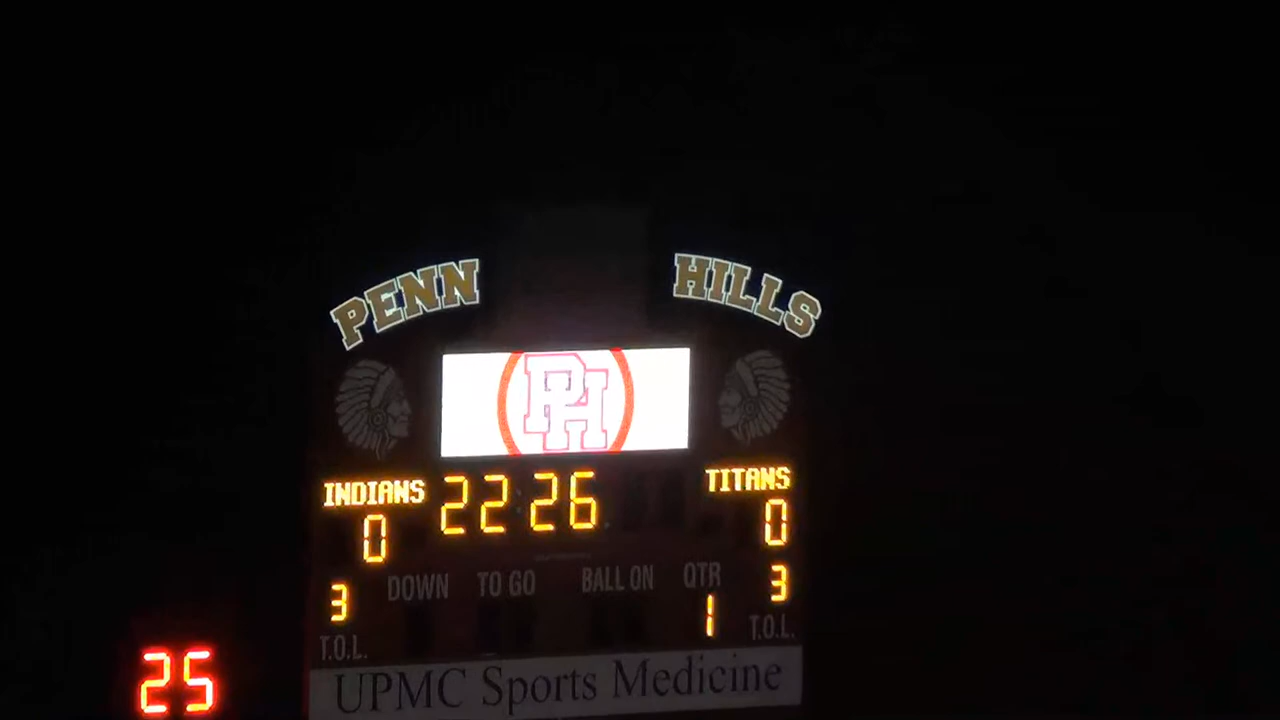 PENN HILLS
PH
INDIANS 22:26 TITANS
0 0
DOWN TO GO BALL ON QTR 3
3 1
T.O.L. T.O.L.
25
UPMC Sports Medicine